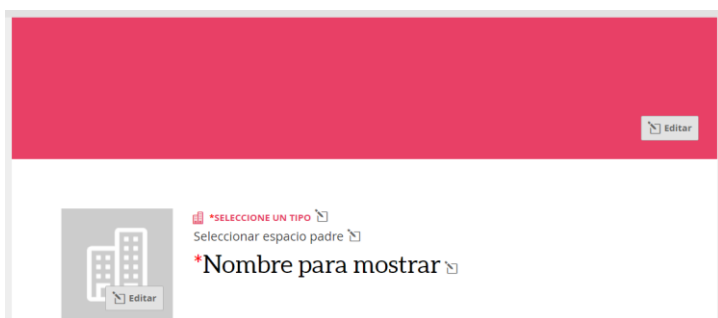 Editar
*SELECCIONE UN TIPO
Seleccionar espacio padre
*Nombre para mostrar
Editar